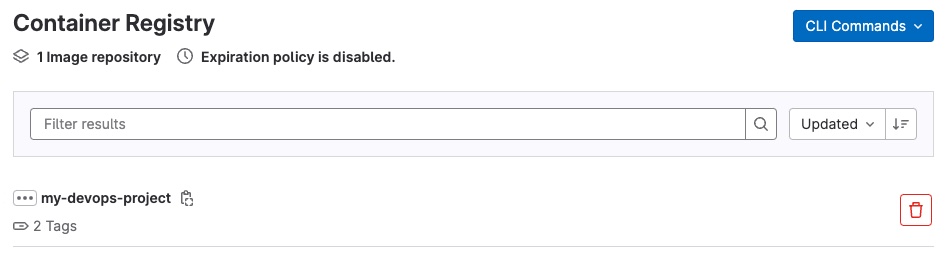 Container Registry
CLI Commands
1 Image repository
Expiration policy is disabled.
Filter results
Updated
my-devops-project
2 Tags